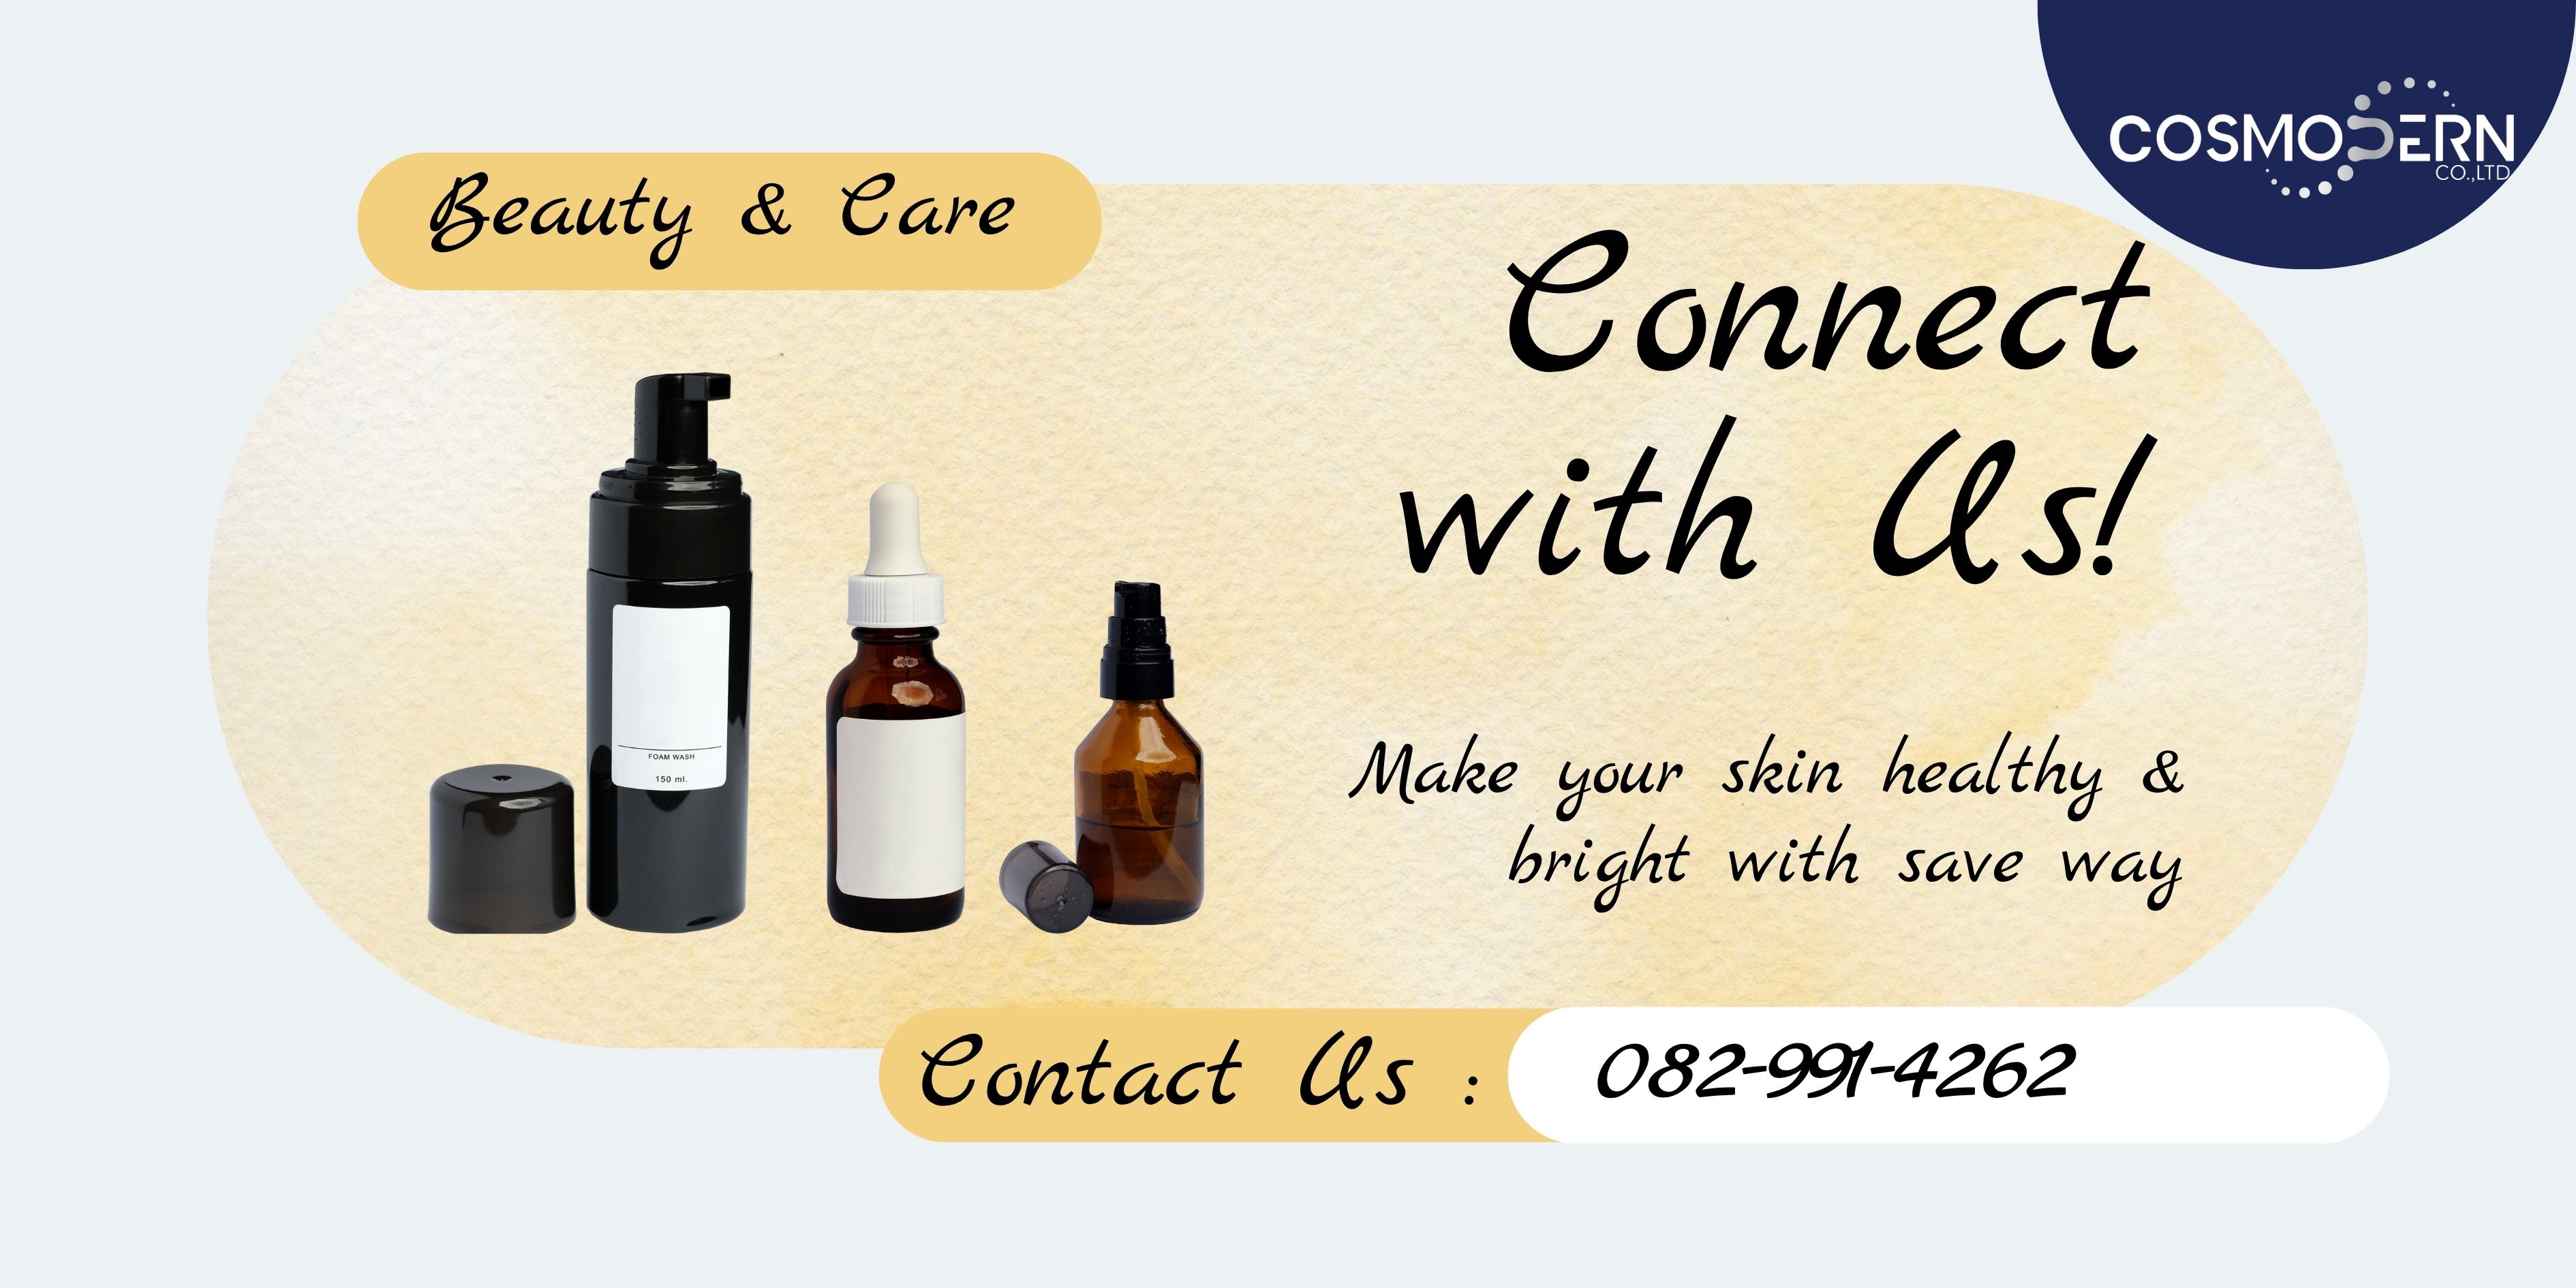 COSMODERN
CO.,LTD
Beauty & Care
Connect
with Us!
FOAM WASH
150 ml.
Make your skin healthy &
bright with save way
Contact Us : 082-991-4262